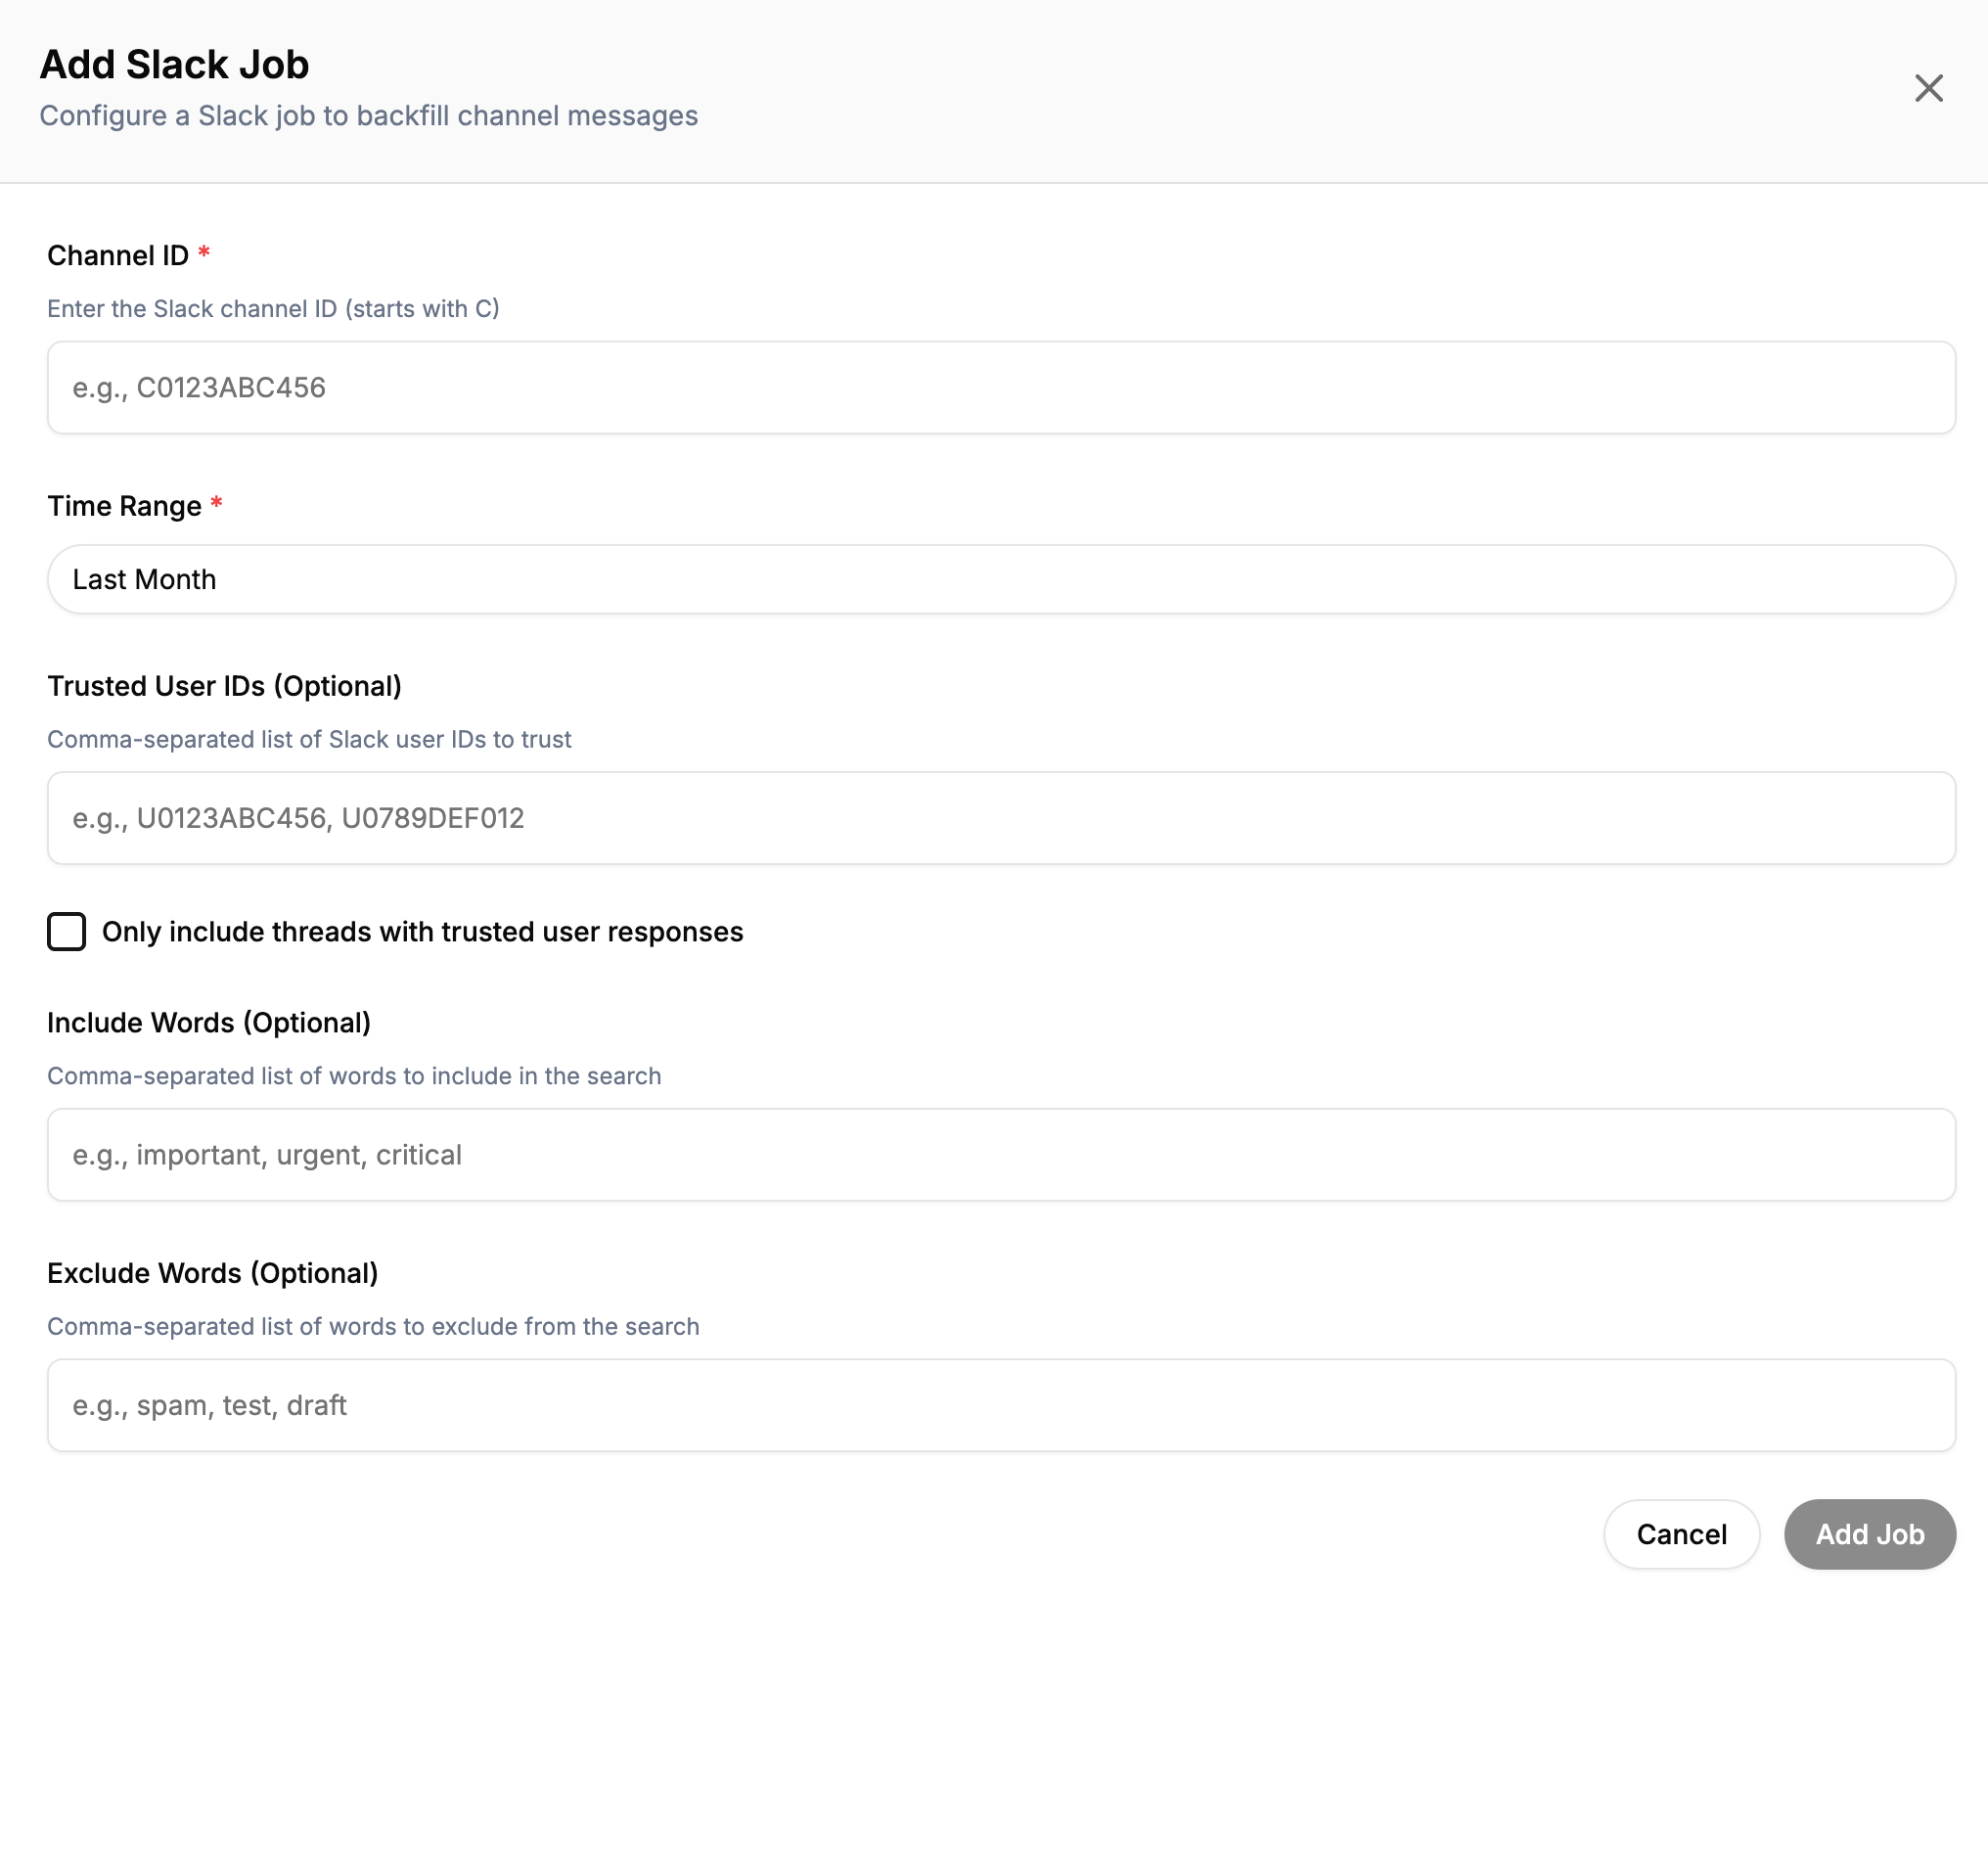 Add Slack Job
Configure a Slack job to backfill channel messages
Channel ID *
Enter the Slack channel ID (starts with C)
e.g., C0123ABC456
Time Range *
Last Month
Trusted User IDs (Optional)
Comma-separated list of Slack user IDs to trust
e.g., U0123ABC456, U0789DEF012
Only include threads with trusted user responses
Include Words (Optional)
Comma-separated list of words to include in the search
e.g., important, urgent, critical
Exclude Words (Optional)
Comma-separated list of words to exclude from the search
e.g., spam, test, draft
Cancel Add Job